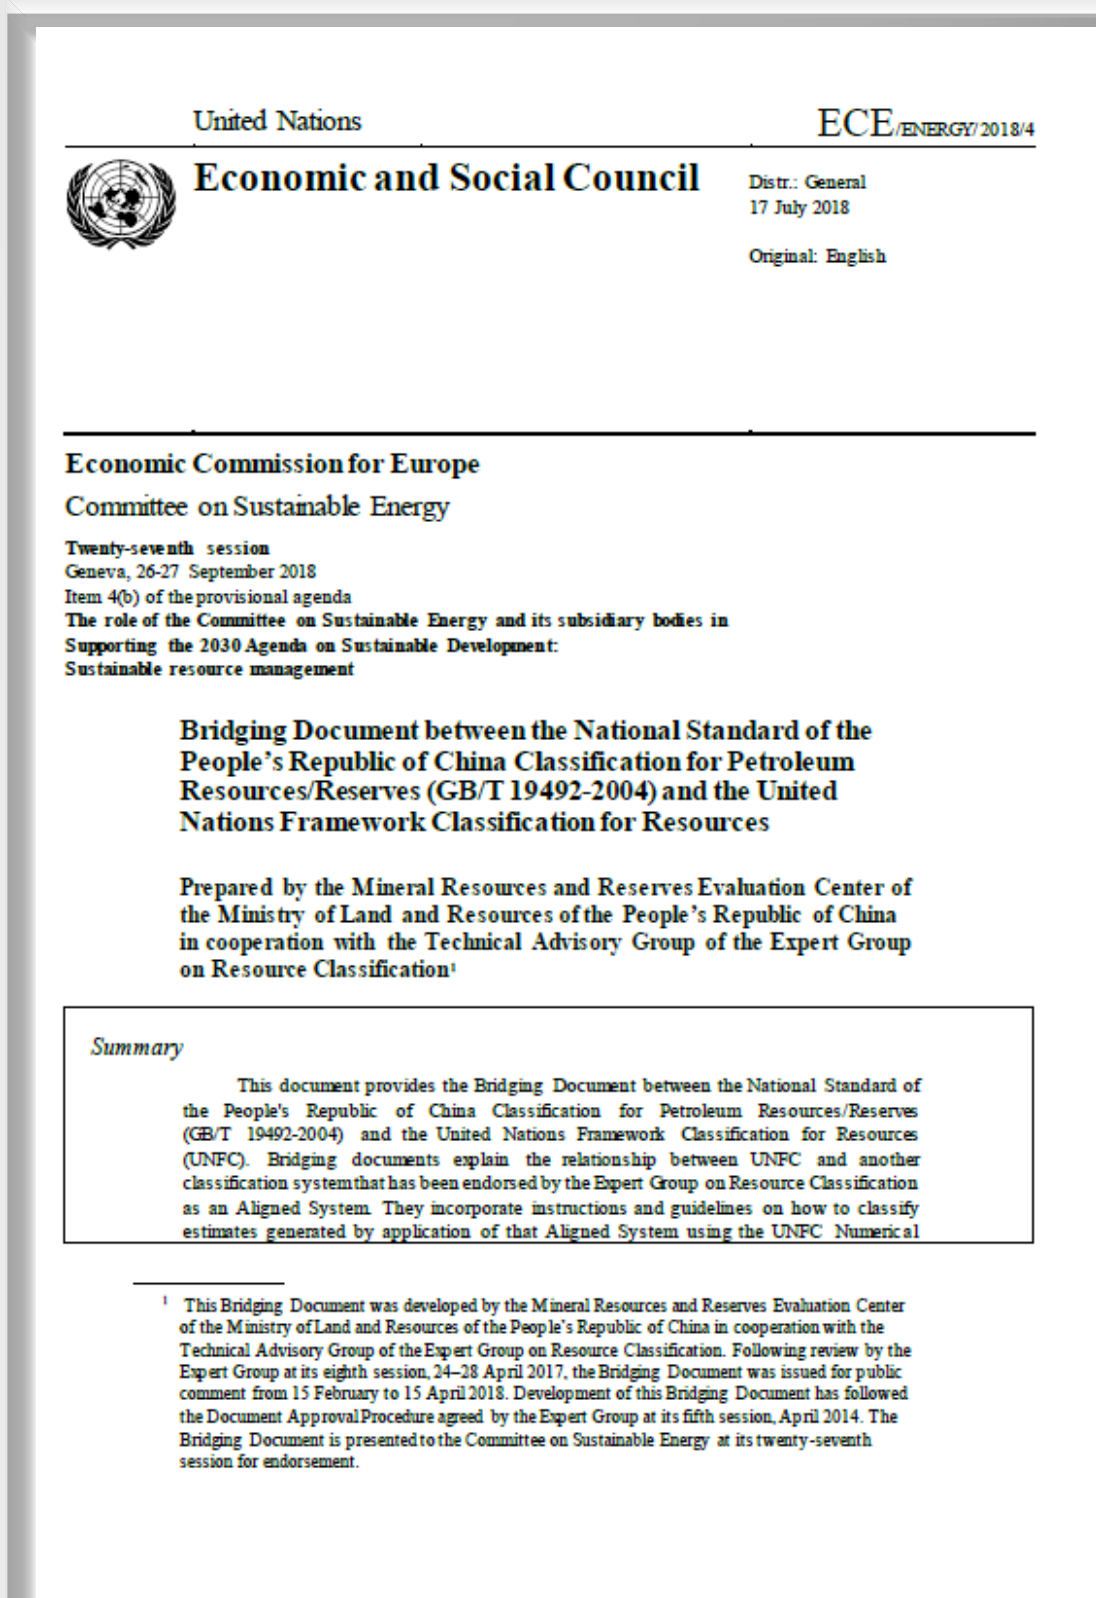 United Nations
ECE/ENERGY/2018/4
Economic and Social Council
Distr.: General
17 July 2018
Original: English
Economic Commission for Europe
Committee on Sustainable Energy
Twenty-seventh session
Geneva, 26-27 September 2018
Item 4(b) of the provisional agenda
The role of the Committee on Sustainable Energy and its subsidiary bodies in
Supporting the 2030 Agenda on Sustainable Development:
Sustainable resource management
Bridging Document between the National Standard of the
People's Republic of China Classification for Petroleum
Resources/Reserves (GB/T 19492-2004) and the United
Nations Framework Classification for Resources
Prepared by the Mineral Resources and Reserves Evaluation Center of
the Ministry of Land and Resources of the People's Republic of China
in cooperation with the Technical Advisory Group of the Expert Group
on Resource Classification¹
Summary
This document provides the Bridging Document between the National Standard of
the People's Republic of China Classification for Petroleum Resources/Reserves
(GB/T 19492-2004) and the United Nations Framework Classification for Resources
(UNFC). Bridging documents explain the relationship between UNFC and another
classification system that has been endorsed by the Expert Group on Resource Classification
as an Aligned System. They incorporate instructions and guidelines on how to classify
estimates generated by application of that Aligned System using the UNFC Numerical
¹ This Bridging Document was developed by the Mineral Resources and Reserves Evaluation Center
of the Ministry of Land and Resources of the People's Republic of China in cooperation with the
Technical Advisory Group of the Expert Group on Resource Classification. Following review by the
Expert Group at its eighth session, 24–28 April 2017, the Bridging Document was issued for public
comment from 15 February to 15 April 2018. Development of this Bridging Document has followed
the Document Approval Procedure agreed by the Expert Group at its fifth session, April 2014. The
Bridging Document is presented to the Committee on Sustainable Energy at its twenty-seventh
session for endorsement.